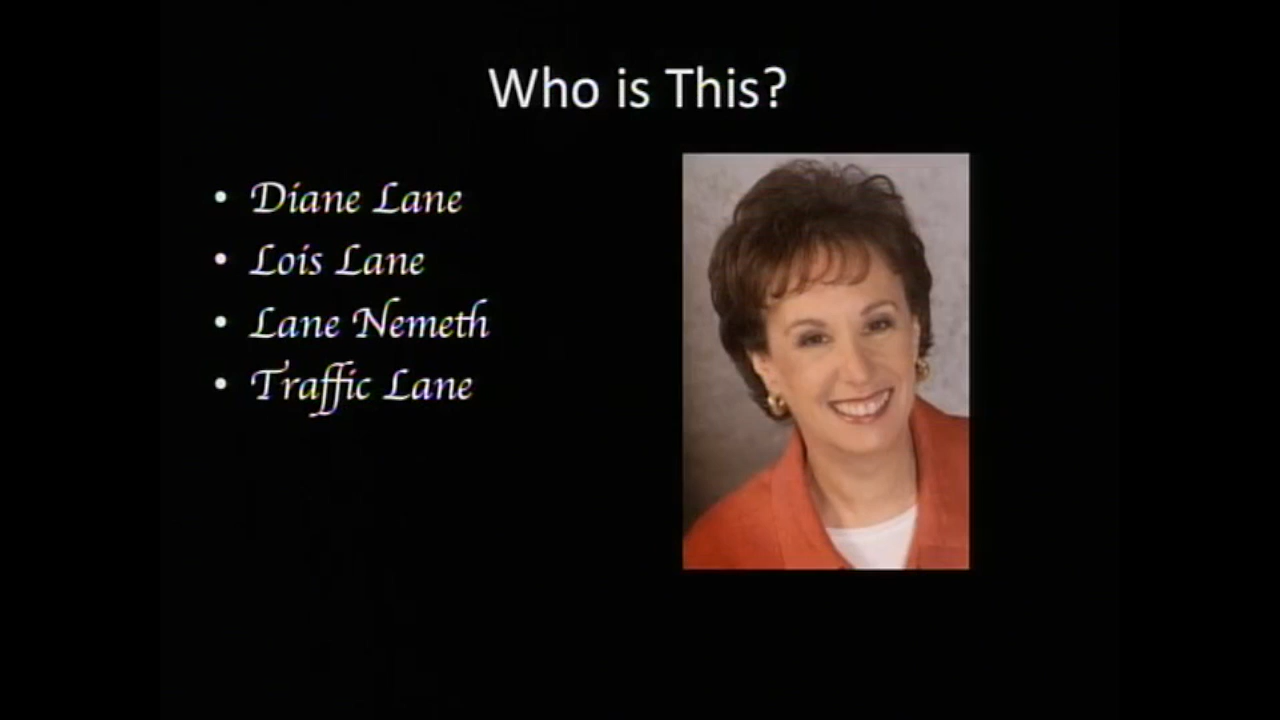 Who is This?
• Diane Lane
• Lois Lane
• Lane Nemeth
• Traffic Lane